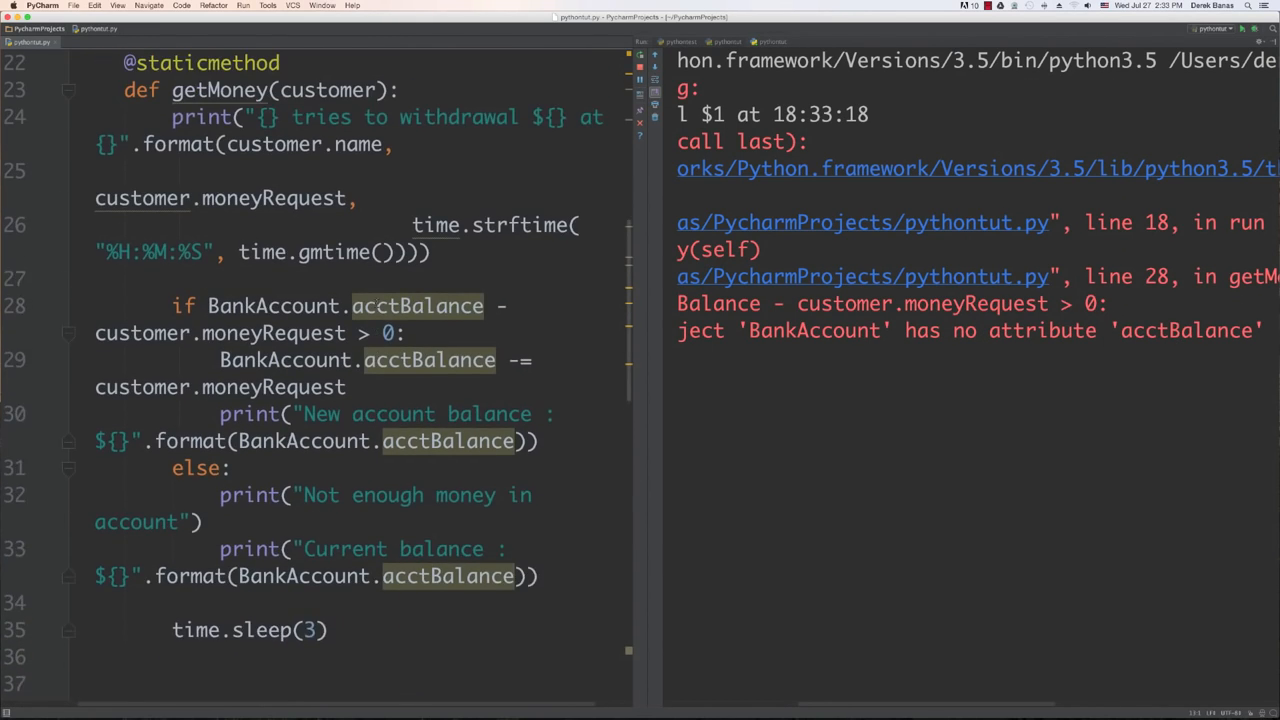 PyCharm File Edit View Navigate Code Refactor Run Tools VCS Window Help
10 Wed Jul 27 2:33 PM Derek Banas
pythontut.py - PycharmProjects - [~/PycharmProjects]
PycharmProjects pythontut.py
pythontut
pythontut.py
Run: pythontest pythontut pythontut
22 @staticmethod
23 def getMoney(customer):
24 print("{} tries to withdrawal ${} at
{}".format(customer.name,
25
customer.moneyRequest,
26 time.strftime(
"%H:%M:%S", time.gmtime())))
27
28 if BankAccount.acctBalance -
customer.moneyRequest > 0:
29 BankAccount.acctBalance -=
customer.moneyRequest
30 print("New account balance :
${}".format(BankAccount.acctBalance))
31 else:
32 print("Not enough money in
account")
33 print("Current balance :
${}".format(BankAccount.acctBalance))
34
35 time.sleep(3)
36
37
hon.framework/Versions/3.5/bin/python3.5 /Users/de
g:
l $1 at 18:33:18
call last):
orks/Python.framework/Versions/3.5/lib/python3.5/t
as/PycharmProjects/pythontut.py", line 18, in run
y(self)
as/PycharmProjects/pythontut.py", line 28, in getM
Balance - customer.moneyRequest > 0:
ject 'BankAccount' has no attribute 'acctBalance'